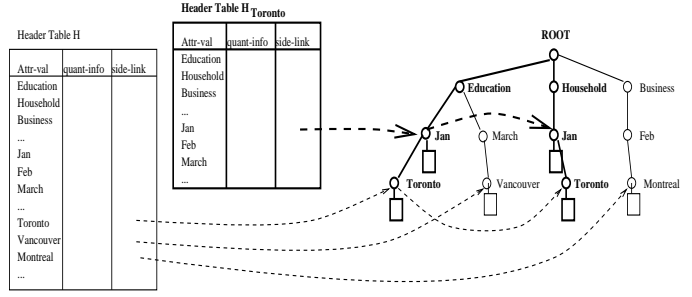 Header Table H
Attr-val quant-info side-link
Education
Household
Business
...
Jan
Feb
March
...
Toronto
Vancouver
Montreal
...
Header Table H Toronto
Attr-val quant-info side-link
Education
Household
Business
...
Jan
Feb
March
...
ROOT
Education Household Business
Jan March Jan Feb
Toronto Vancouver Toronto Montreal